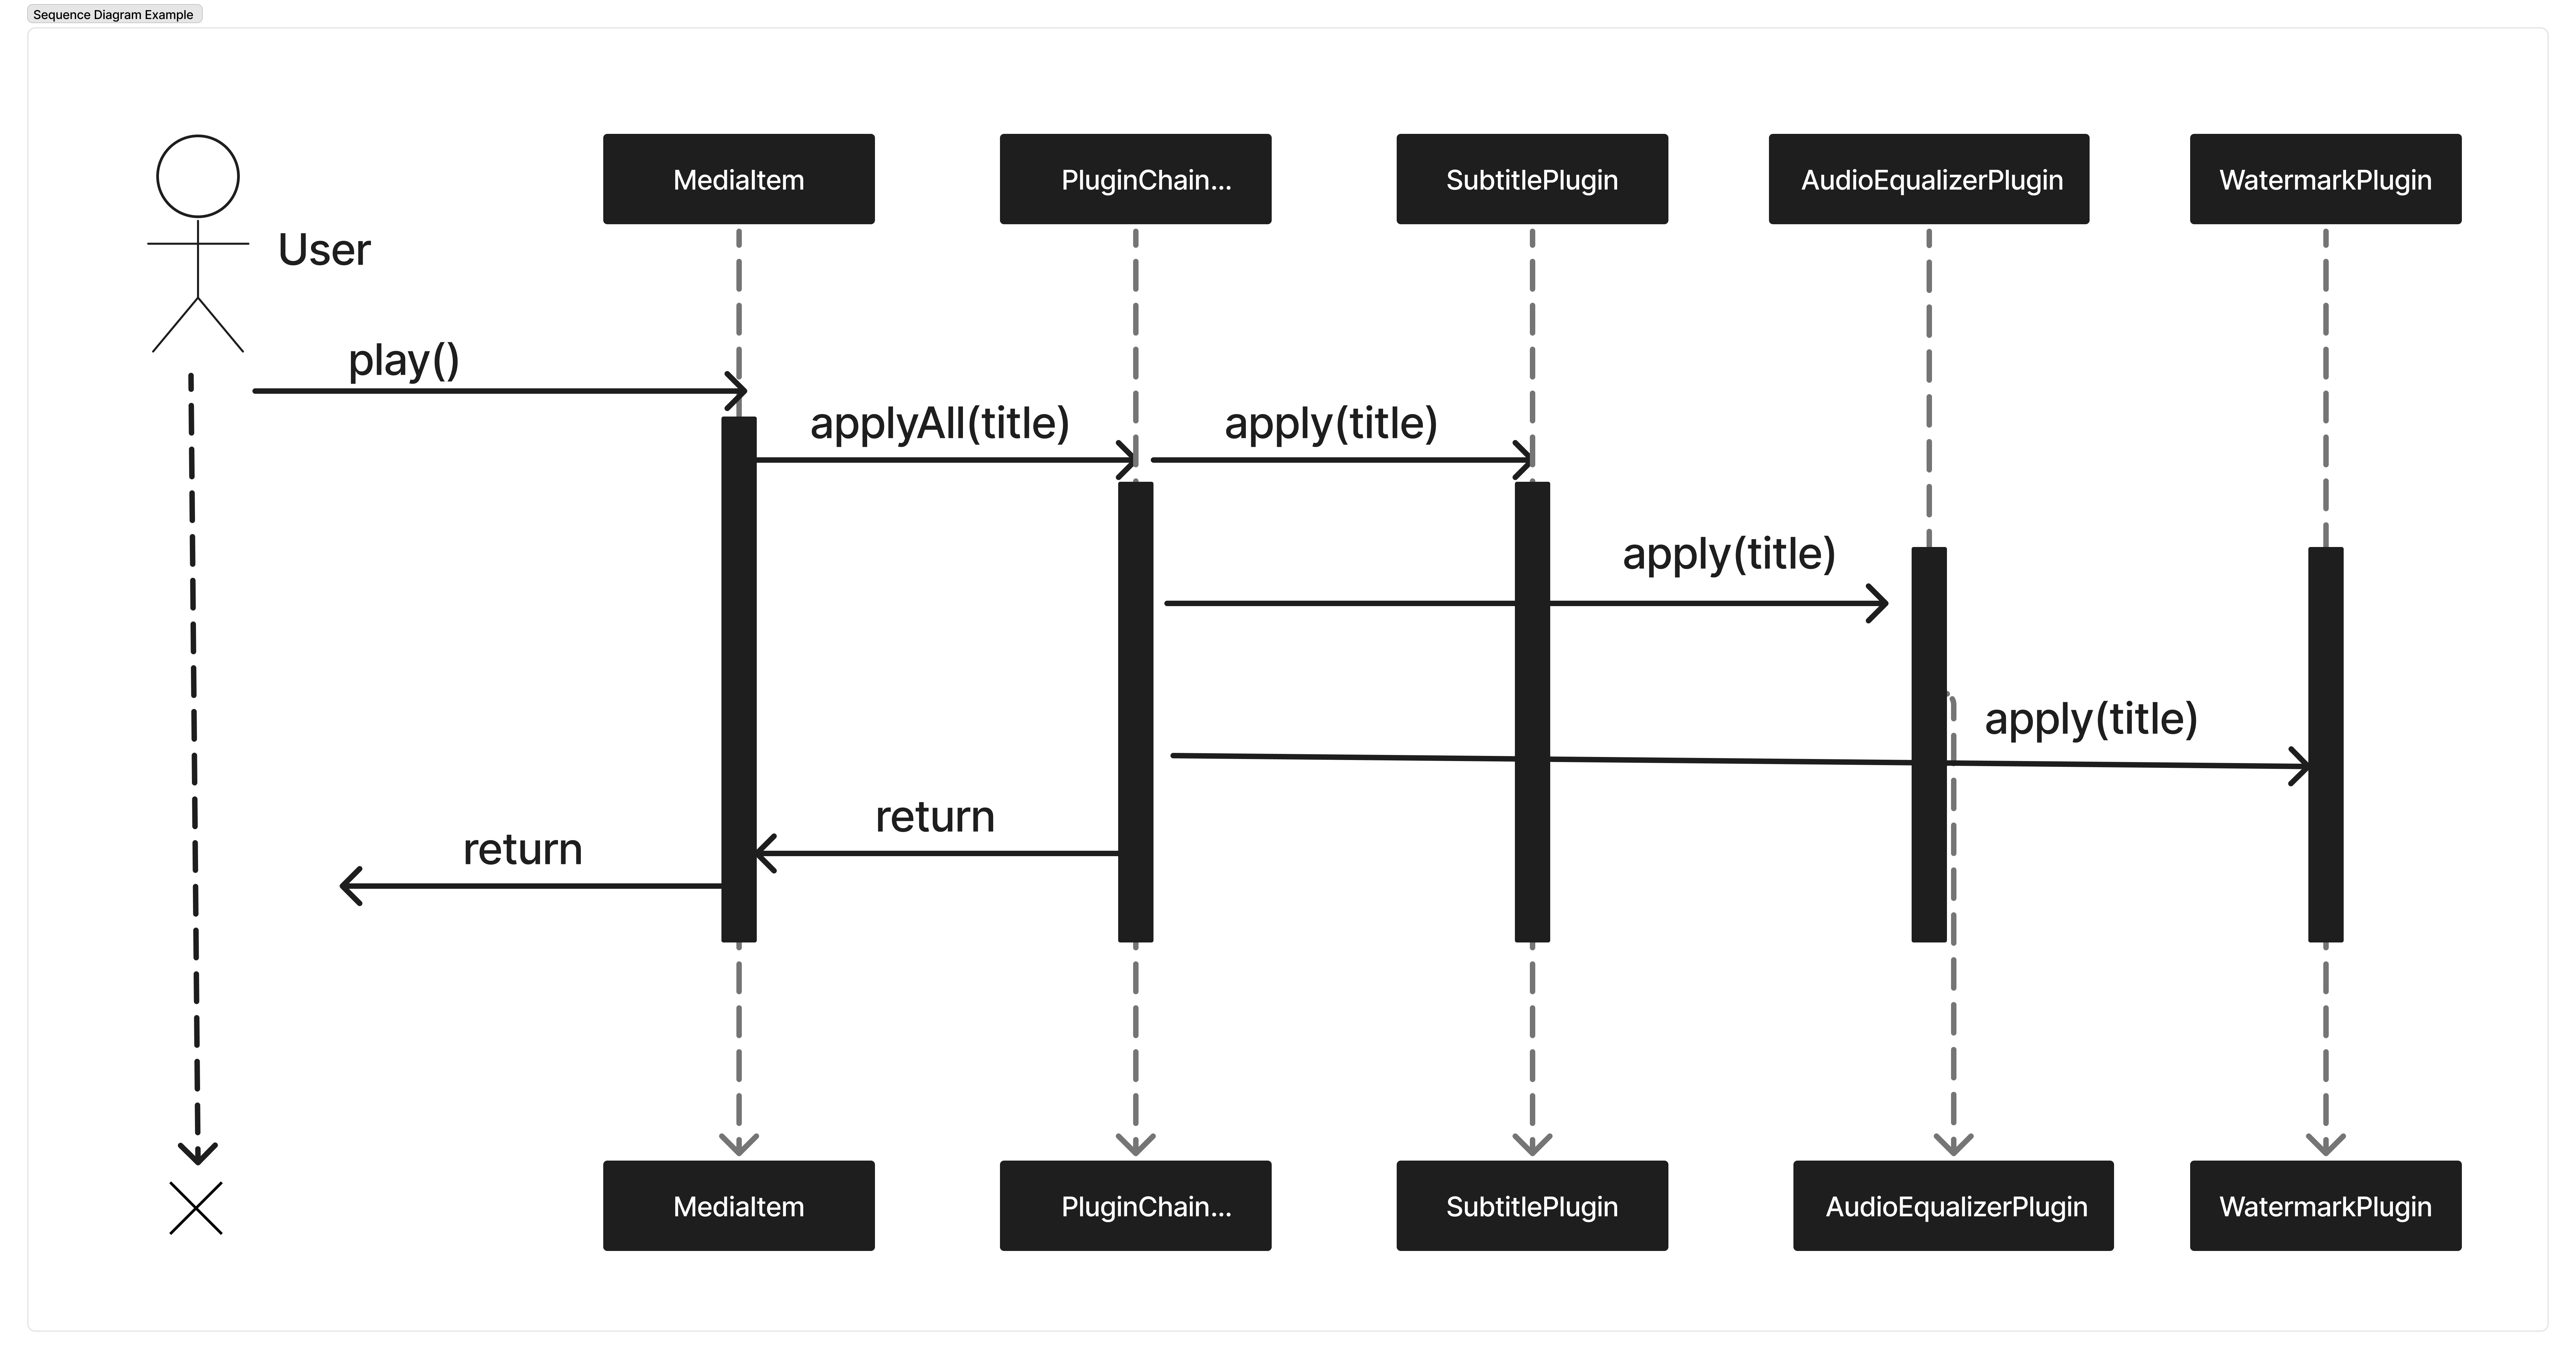 Sequence Diagram Example
MediaItem
PluginChain...
SubtitlePlugin
AudioEqualizerPlugin
WatermarkPlugin
User
play()
applyAll(title)
apply(title)
apply(title)
apply(title)
return
return
MediaItem
PluginChain...
SubtitlePlugin
AudioEqualizerPlugin
WatermarkPlugin